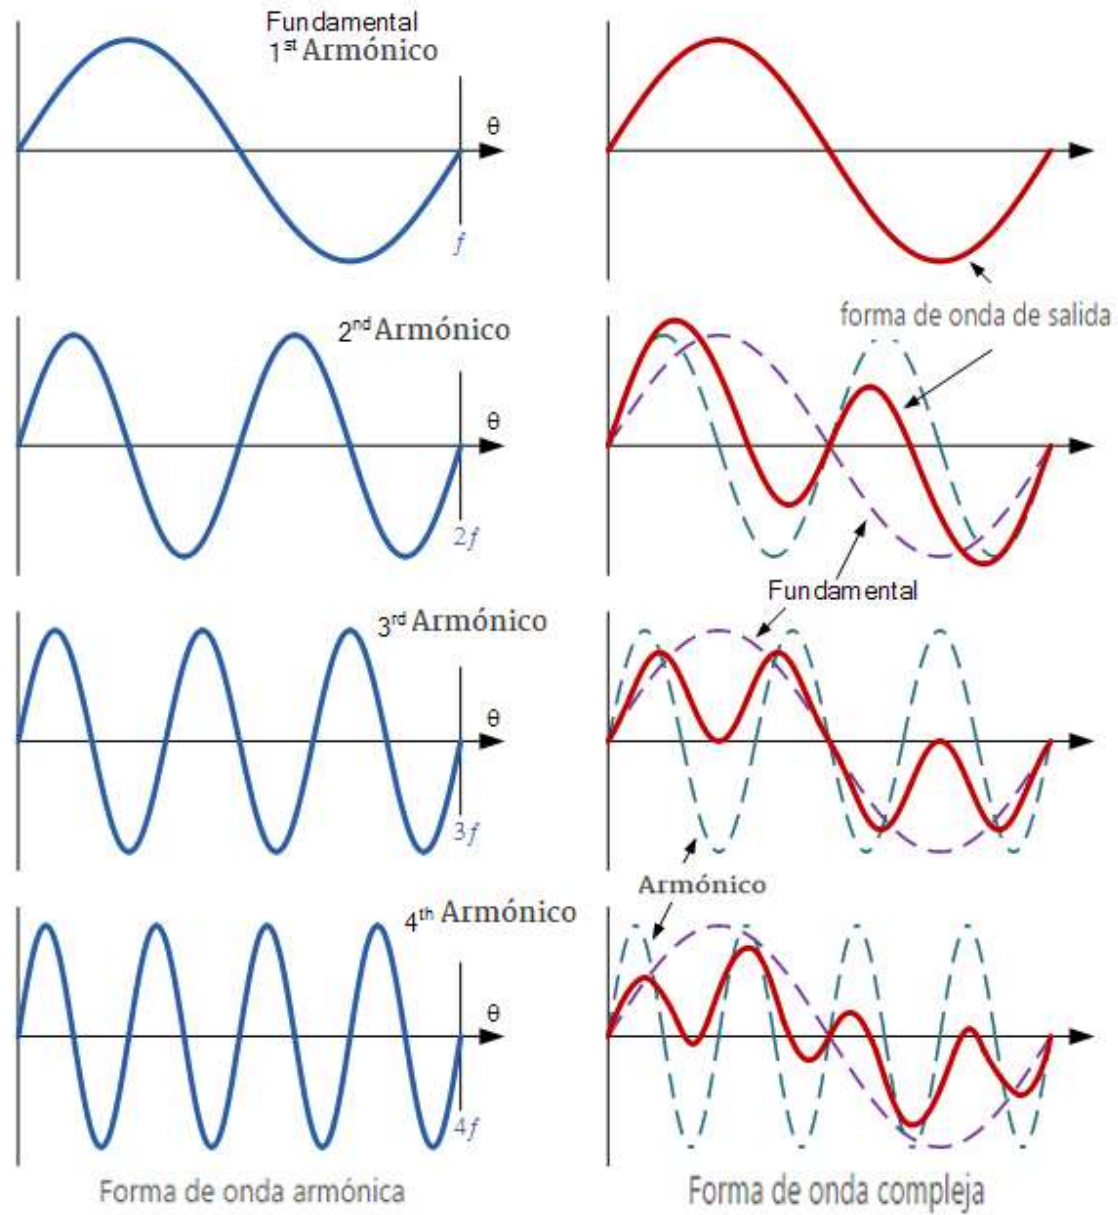 Fundamental
1st Armónico
θ
f
forma de onda de salida
2nd Armónico
θ
2f
Fundamental
3rd Armónico
θ
3f
Armónico
4th Armónico
θ
4f
Forma de onda armónica
Forma de onda compleja